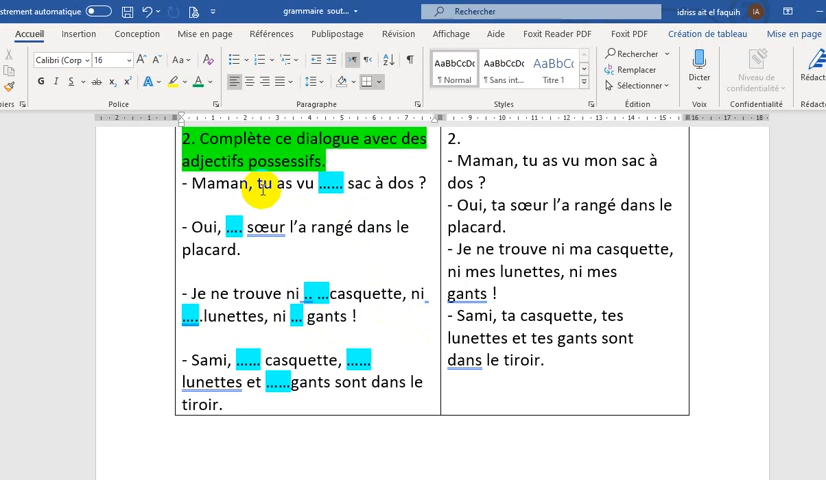 strement automatique
grammaire sout...
Rechercher
idriss ait el faquih
IA
Accueil
Insertion
Conception
Mise en page
Références
Publipostage
Révision
Affichage
Aide
Foxit Reader PDF
Foxit PDF
Création de tableau
Mise en page
Calibri (Corp
16
Rechercher
Remplacer
Sélectionner
AaBbCcDc
AaBbCcDc
AaBbCc
¶ Normal
¶ Sans int...
Titre 1
Dicter
Niveau de
confidentialité
Rédacte
piers
Police
Paragraphe
Styles
Édition
Voix
Confidentialité
Rédact
2. Complète ce dialogue avec des
adjectifs possessifs.
- Maman, tu as vu ...... sac à dos ?
- Oui, .... sœur l’a rangé dans le
placard.
- Je ne trouve ni .. ...casquette, ni
.....lunettes, ni ... gants !
- Sami, ...... casquette, ......
lunettes et ......gants sont dans le
tiroir.
2.
- Maman, tu as vu mon sac à
dos ?
- Oui, ta sœur l’a rangé dans le
placard.
- Je ne trouve ni ma casquette,
ni mes lunettes, ni mes
gants !
- Sami, ta casquette, tes
lunettes et tes gants sont
dans le tiroir.